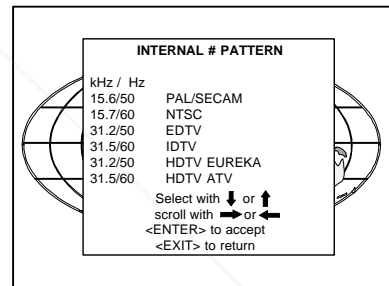 INTERNAL # PATTERN
kHz / Hz
15.6/50 PAL/SECAM
15.7/60 NTSC
31.2/50 EDTV
31.5/60 IDTV
31.2/50 HDTV EUREKA
31.5/60 HDTV ATV
Select with ⬇ or ⬆
scroll with ➡ or ⬅
<ENTER> to accept
<EXIT> to return